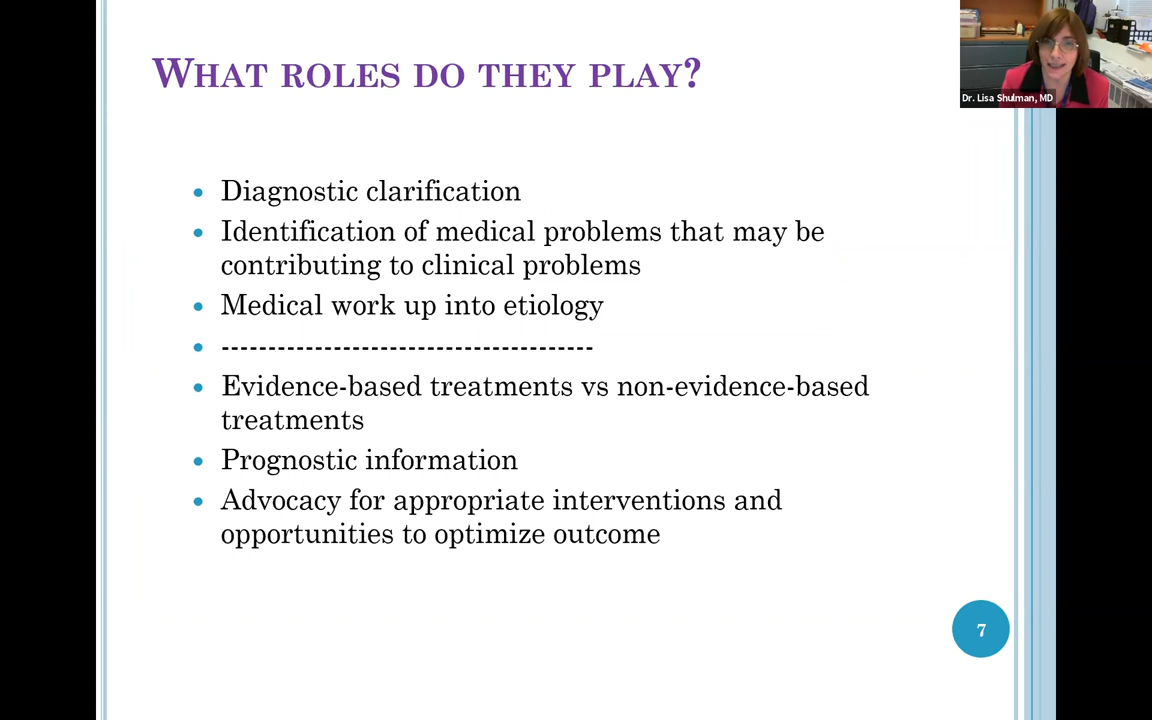 WHAT ROLES DO THEY PLAY?
Dr. Lisa Shulman, MD
• Diagnostic clarification
• Identification of medical problems that may be
contributing to clinical problems
• Medical work up into etiology
• ----------------------------------------
• Evidence-based treatments vs non-evidence-based
treatments
• Prognostic information
• Advocacy for appropriate interventions and
opportunities to optimize outcome
7